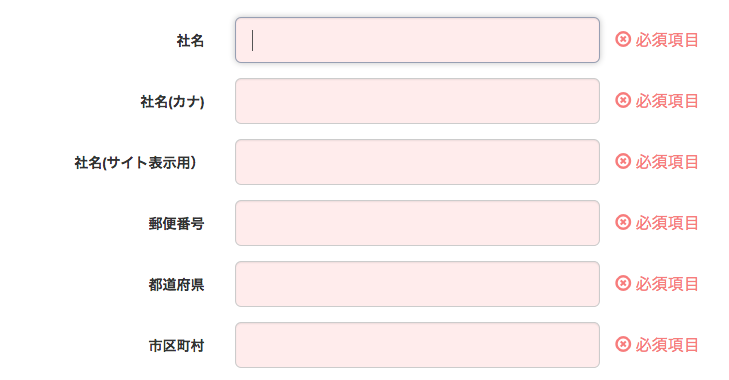 社名 必須項目
社名(カナ) 必須項目
社名(サイト表示用） 必須項目
郵便番号 必須項目
都道府県 必須項目
市区町村 必須項目